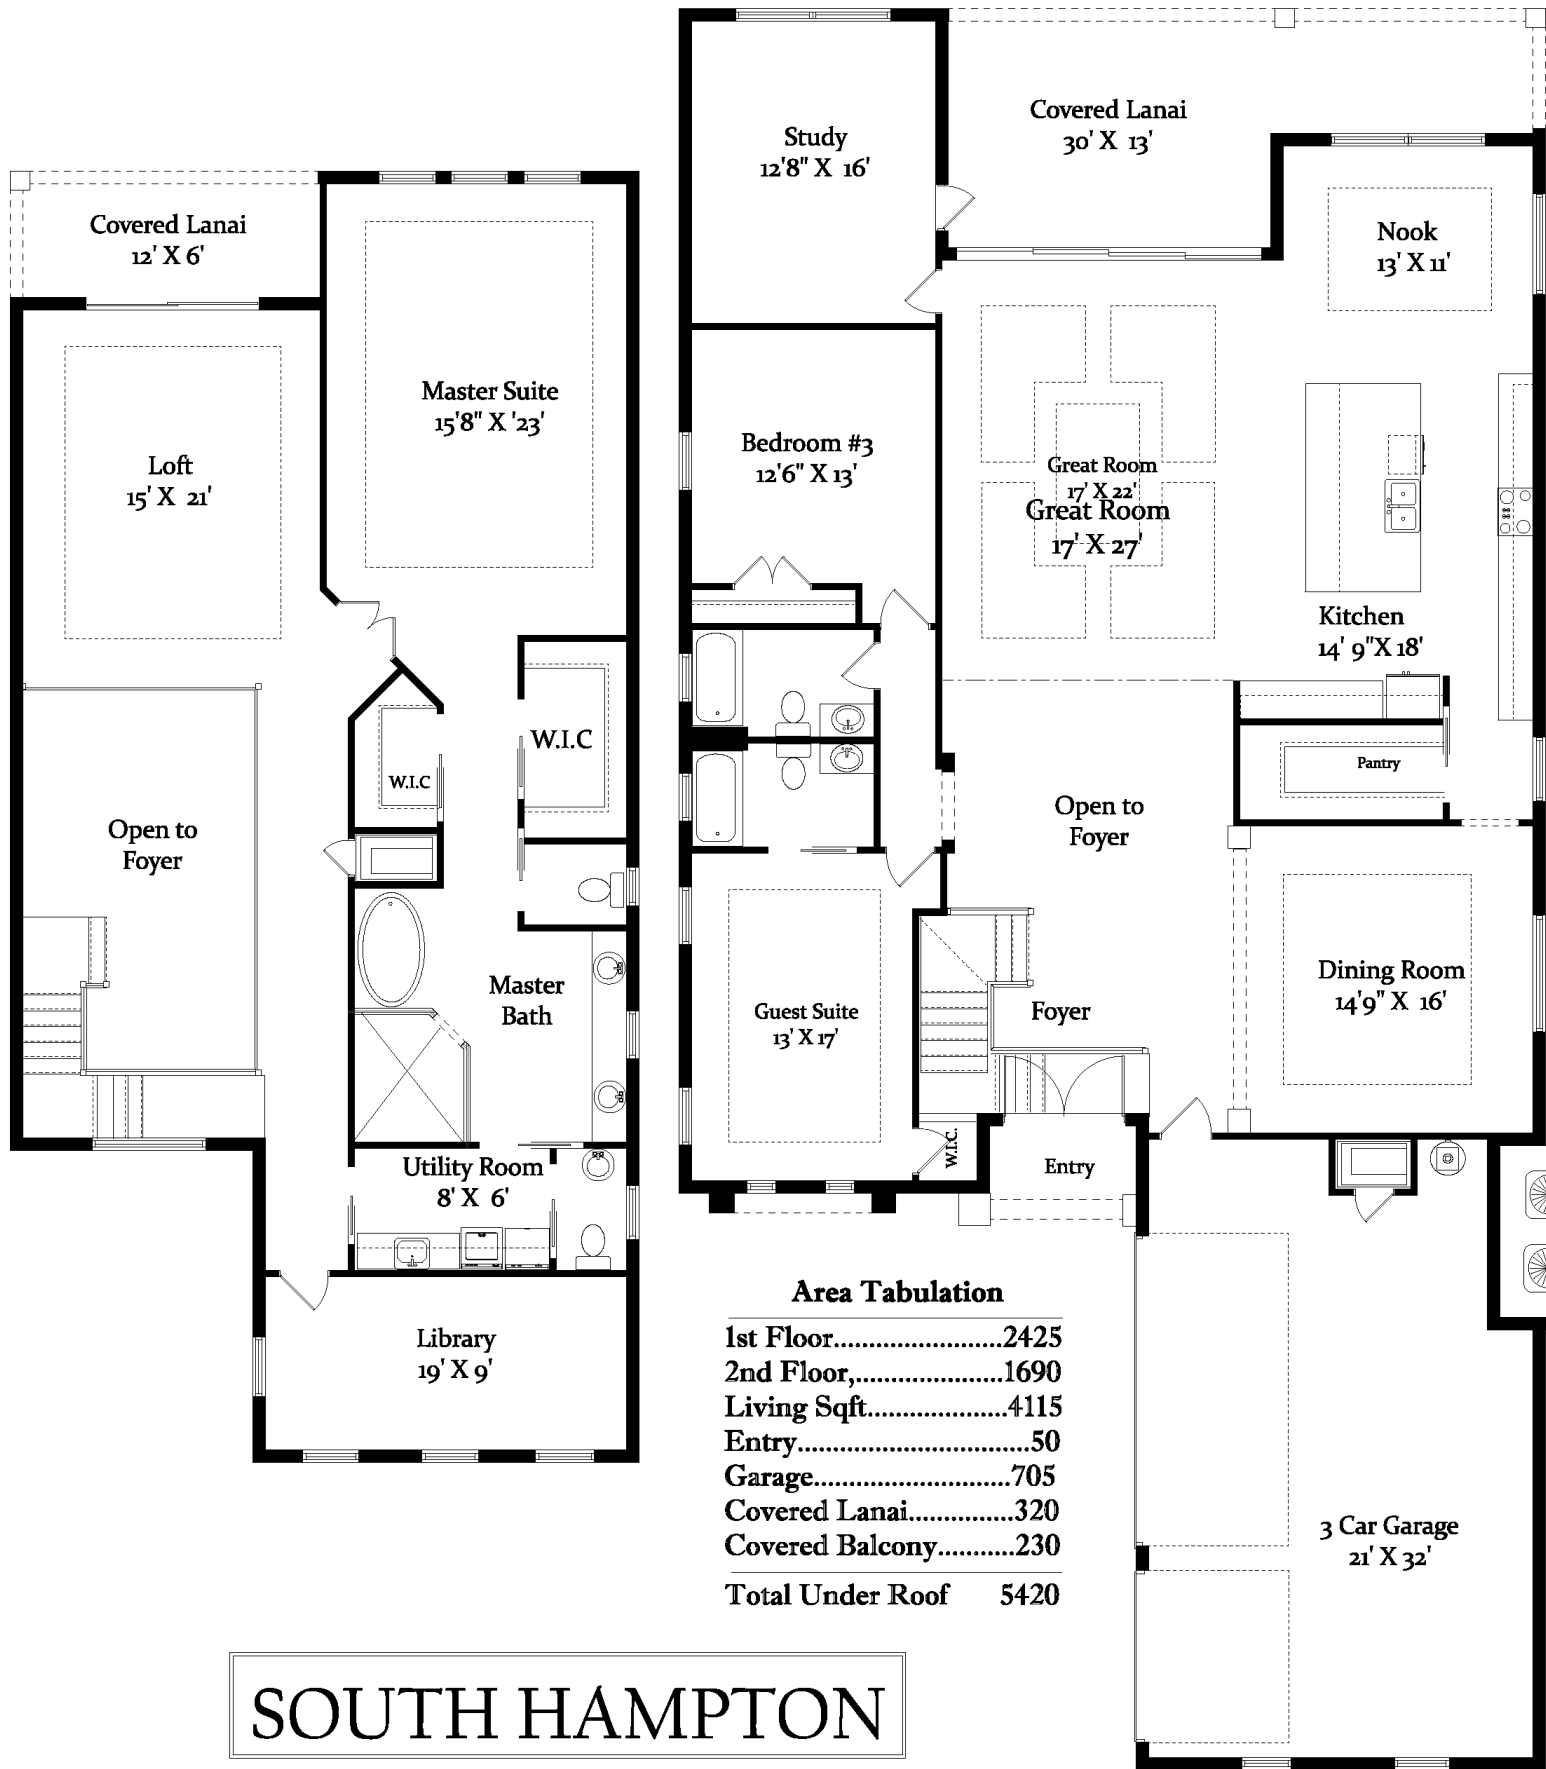 Covered Lanai
12' X 6'
Master Suite
15'8" X '23'
Loft
15' X 21'
W.I.C
W.I.C
Open to
Foyer
Master
Bath
Utility Room
8' X 6'
Library
19' X 9'
Study
12'8" X 16'
Covered Lanai
30' X 13'
Nook
13' X 11'
Bedroom #3
12'6" X 13'
Great Room
17' X 22'
Great Room
17' X 27'
Kitchen
14' 9"X 18'
Pantry
Open to
Foyer
Dining Room
14'9" X 16'
Guest Suite
13' X 17'
Foyer
W.I.C.
Entry
3 Car Garage
21' X 32'
Area Tabulation
1st Floor........................2425
2nd Floor,.....................1690
Living Sqft....................4115
Entry.................................50
Garage............................705
Covered Lanai...............320
Covered Balcony...........230
Total Under Roof 5420
SOUTH HAMPTON